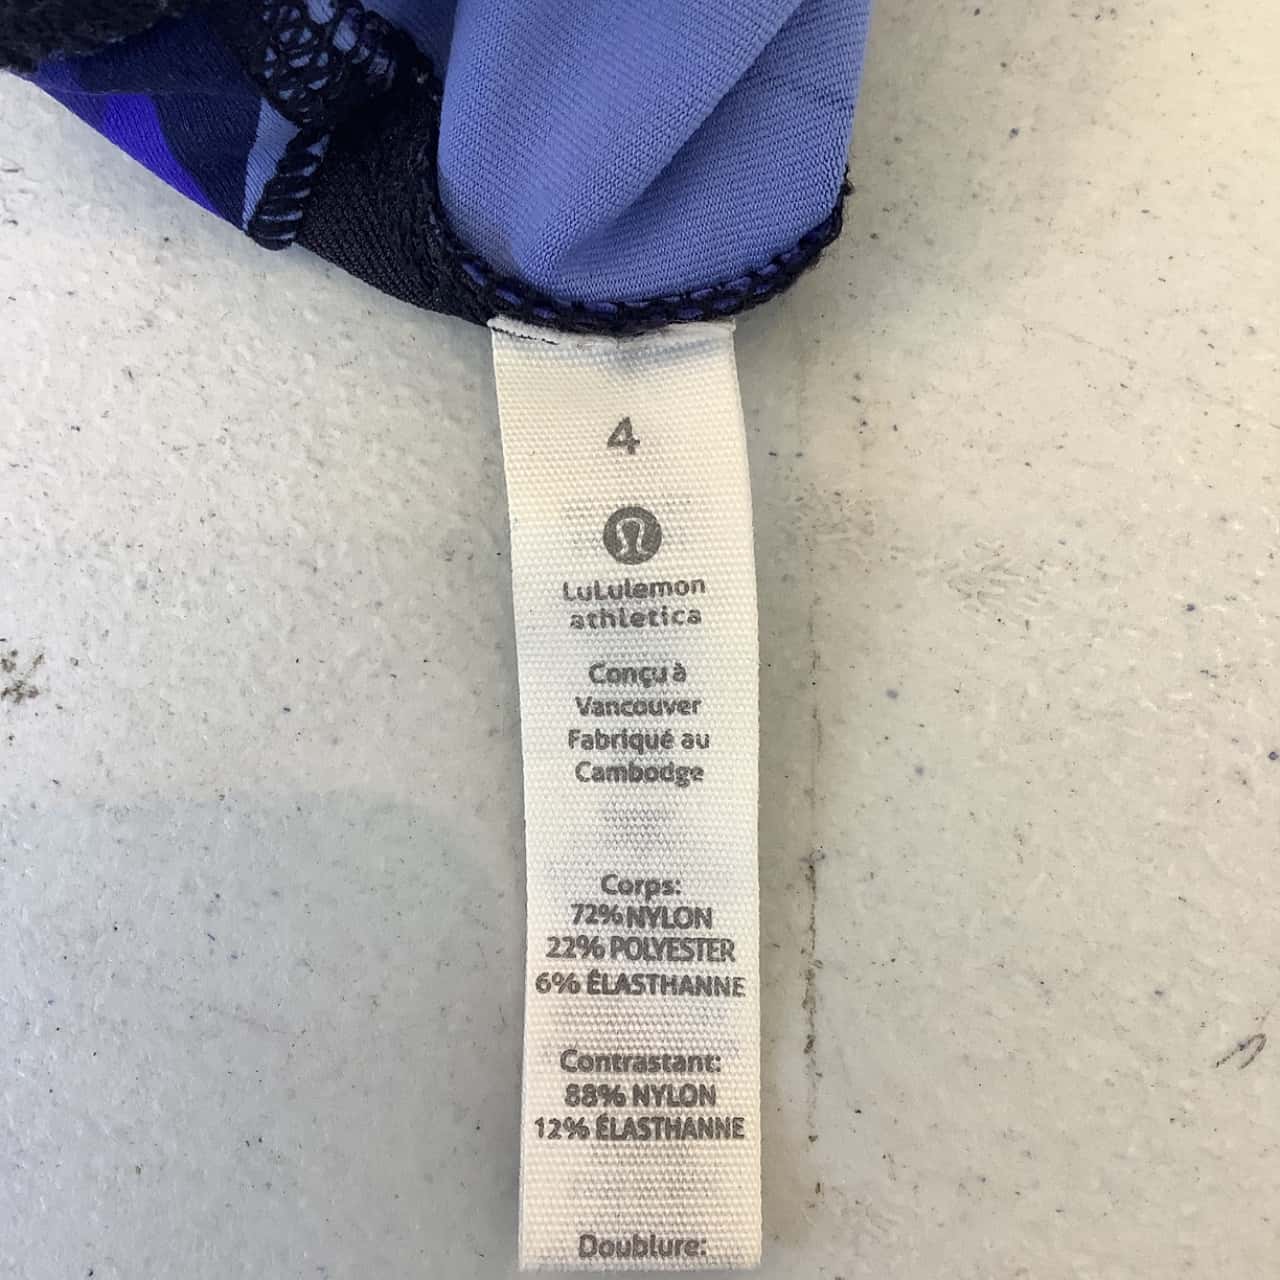 4
Lululemon
athletica
Conçu à
Vancouver
Fabriqué au
Cambodge
Corps:
72% NYLON
22% POLYESTER
6% ÉLASTHANNE
Contrastant:
88% NYLON
12% ÉLASTHANNE
Doublure: